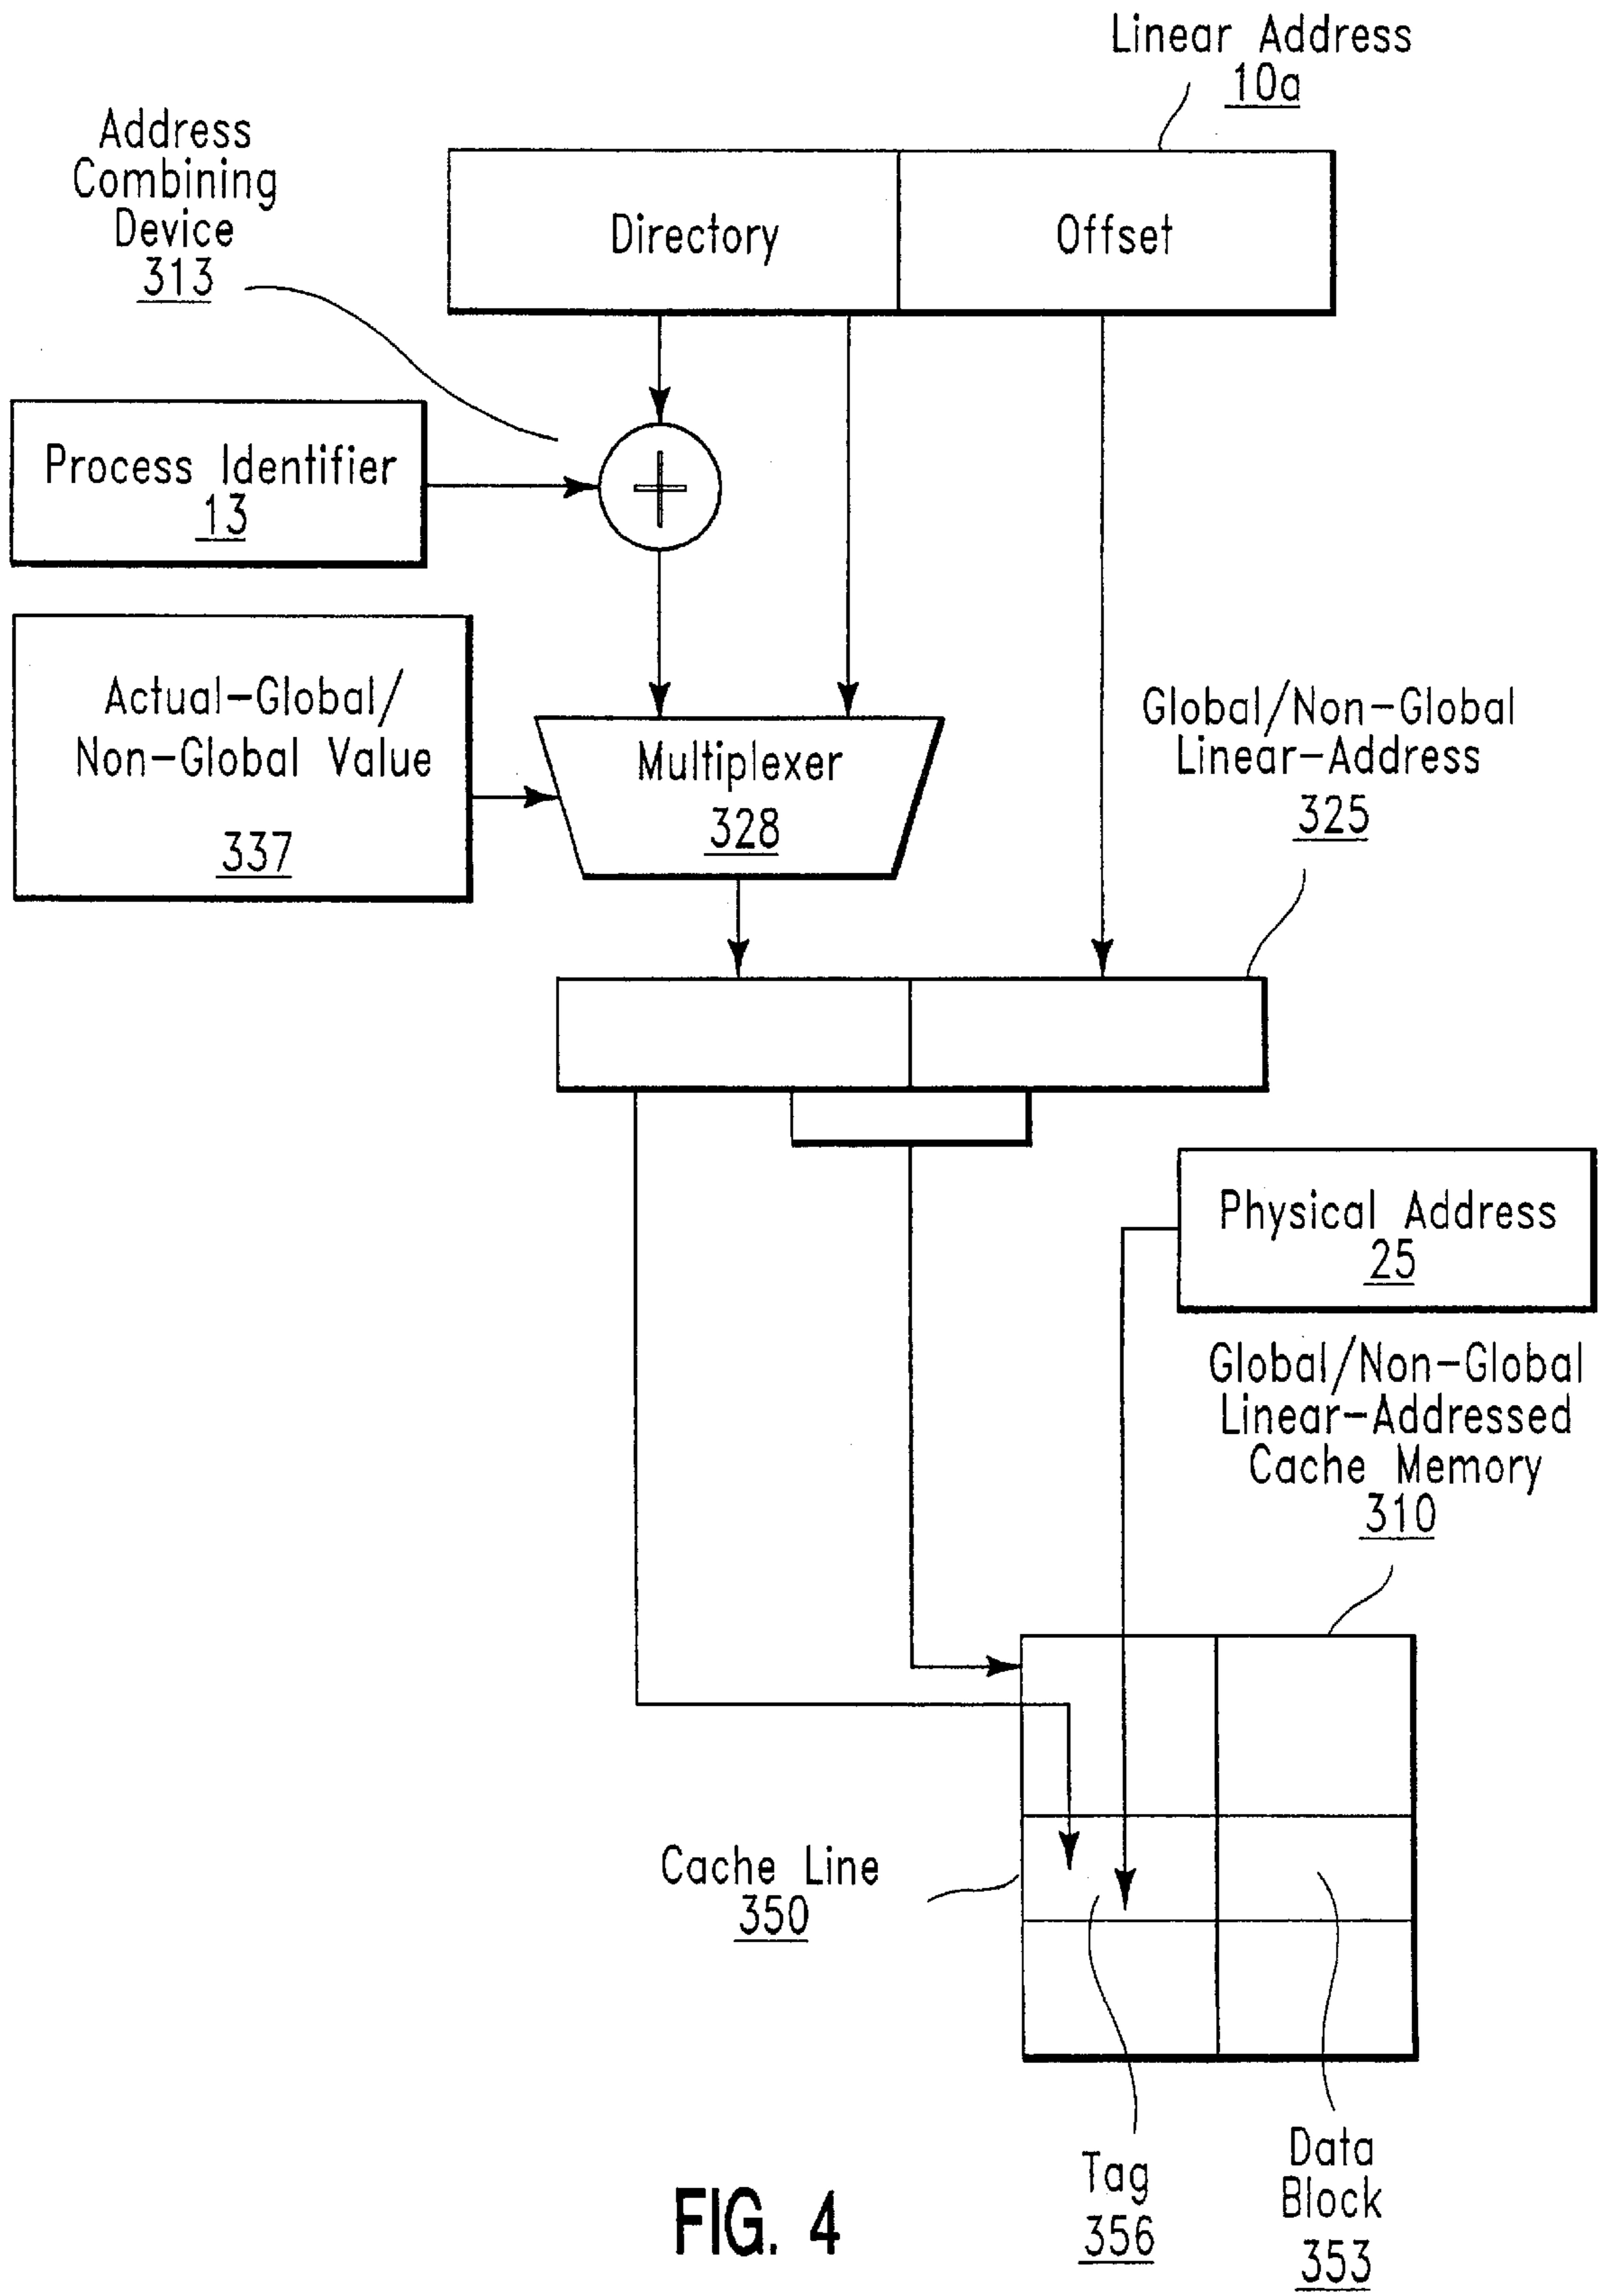 Linear Address
10a
Address
Combining
Device
313
Directory
Offset
Process Identifier
13
Actual-Global/
Non-Global Value
337
Multiplexer
328
Global/Non-Global
Linear-Address
325
Physical Address
25
Global/Non-Global
Linear-Addressed
Cache Memory
310
Cache Line
350
Tag
356
Data
Block
353
FIG. 4